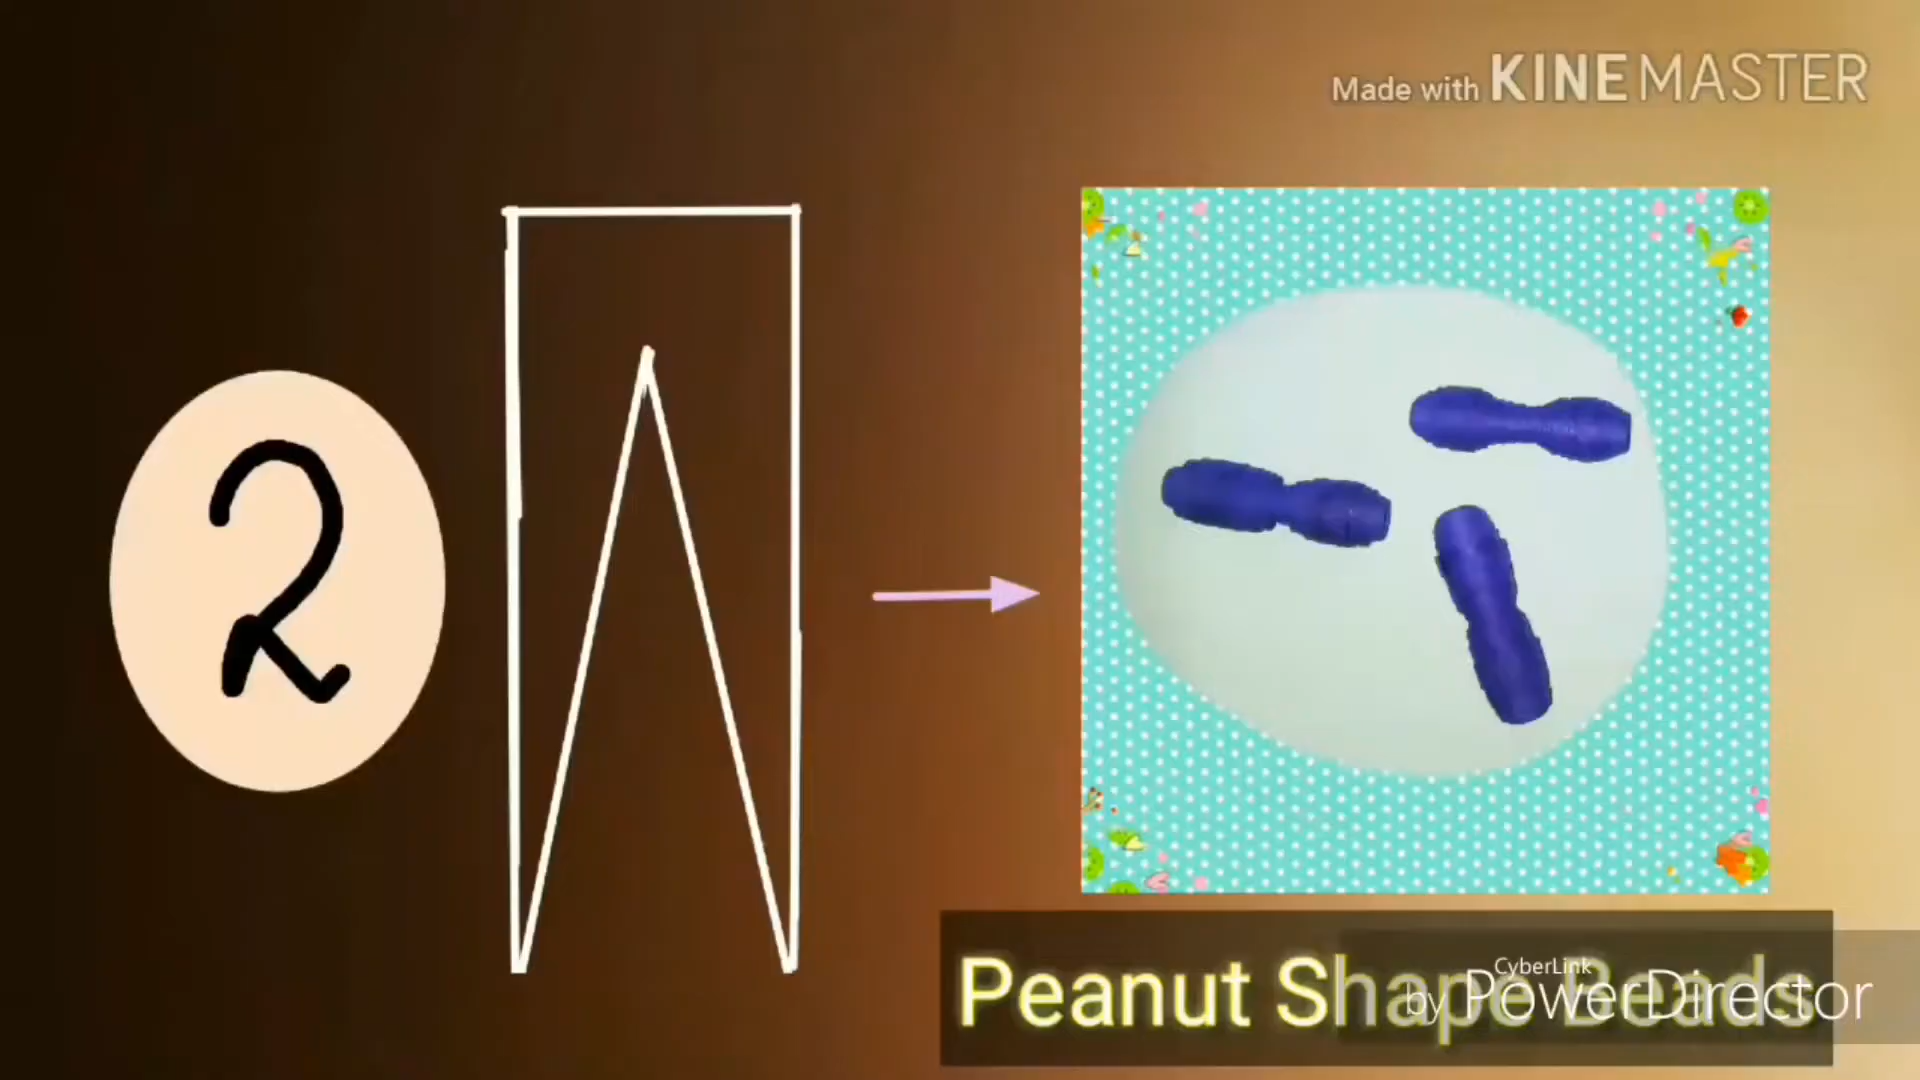 Made with KINEMASTER
2
Peanut Shape Beads
CyberLink
by PowerDirector